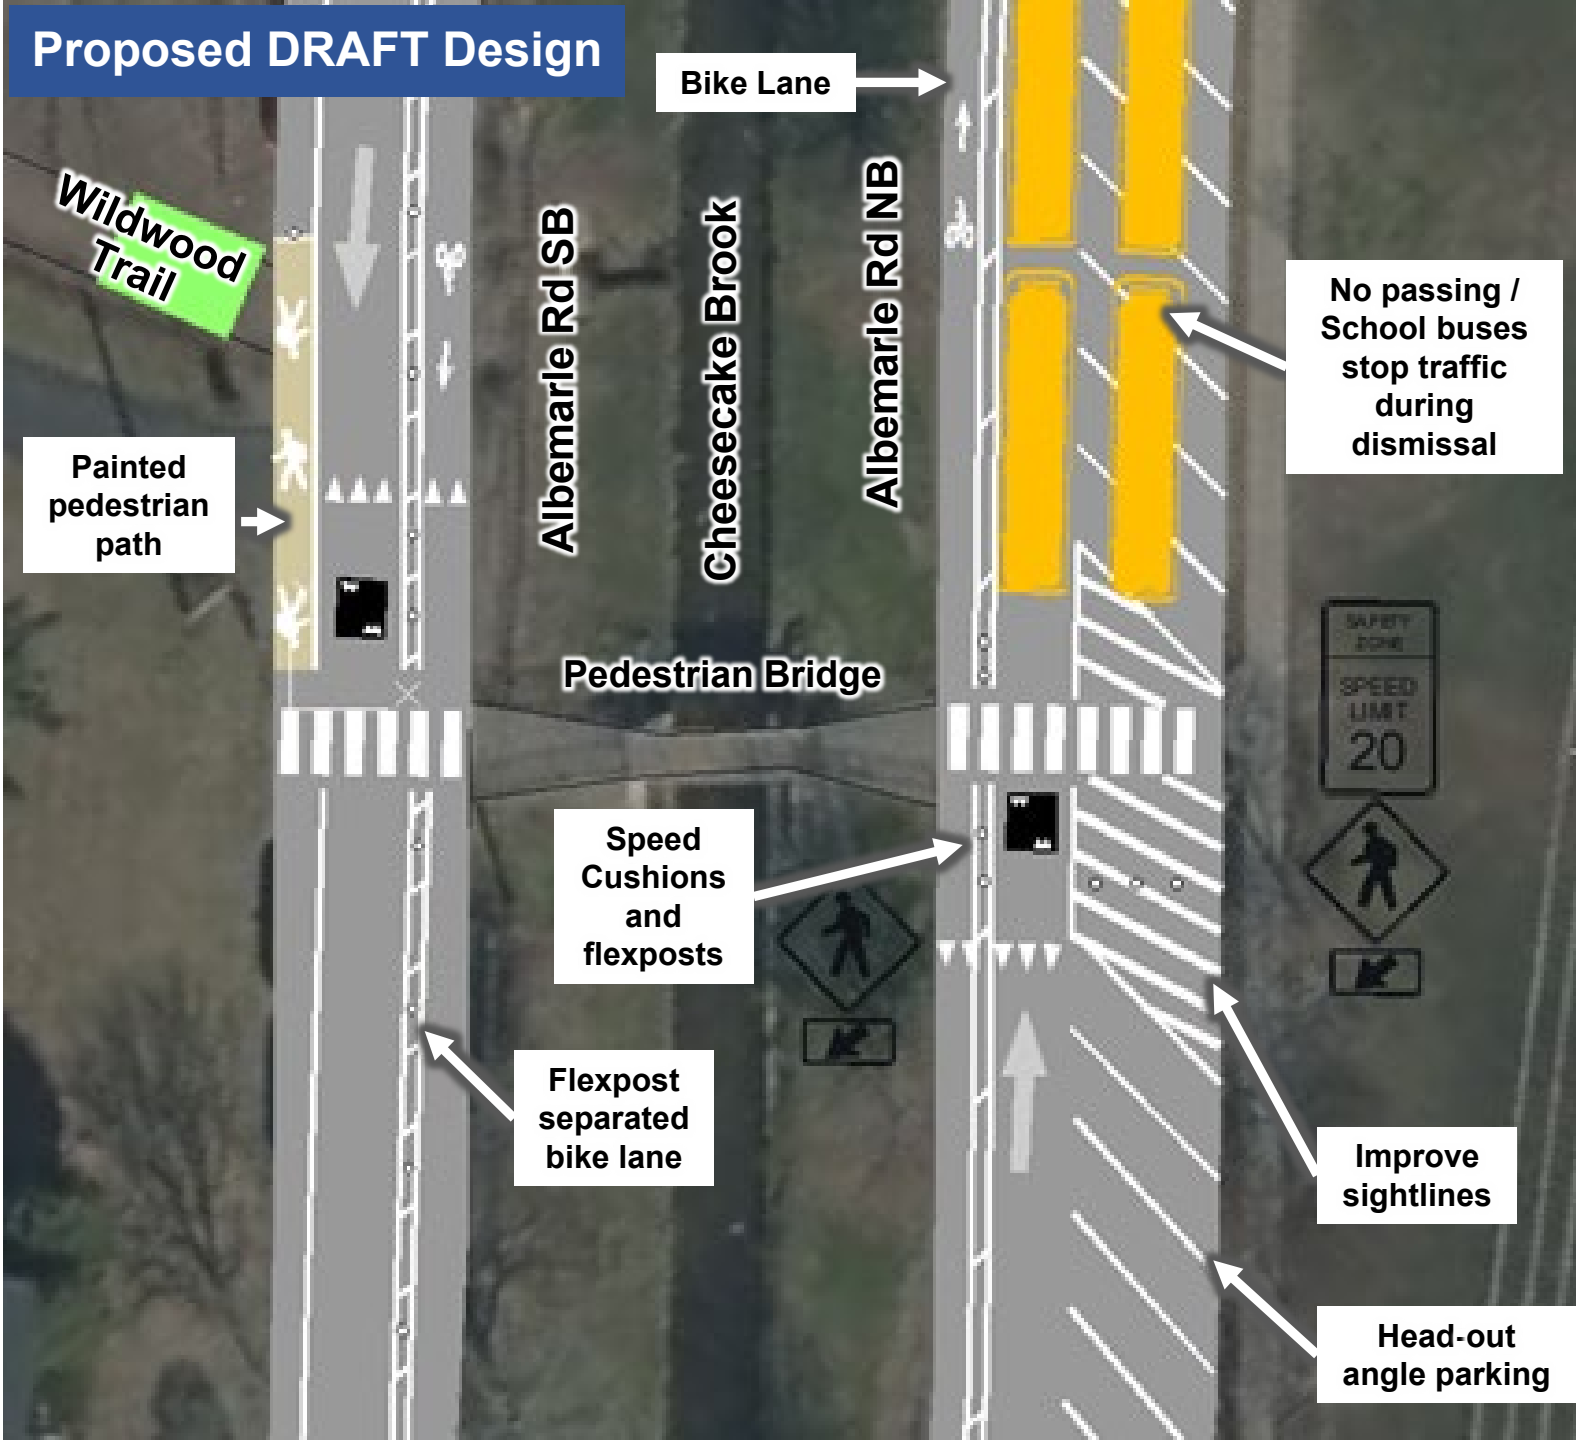 Proposed DRAFT Design
Bike Lane
Wildwood
Trail
Albemarle Rd SB
Cheesecake Brook
Albemarle Rd NB
No passing /
School buses
stop traffic
during
dismissal
Painted
pedestrian
path
Pedestrian Bridge
SAFETY
ZONE
SPEED
LIMIT
20
Speed
Cushions
and
flexposts
Flexpost
separated
bike lane
Improve
sightlines
Head-out
angle parking